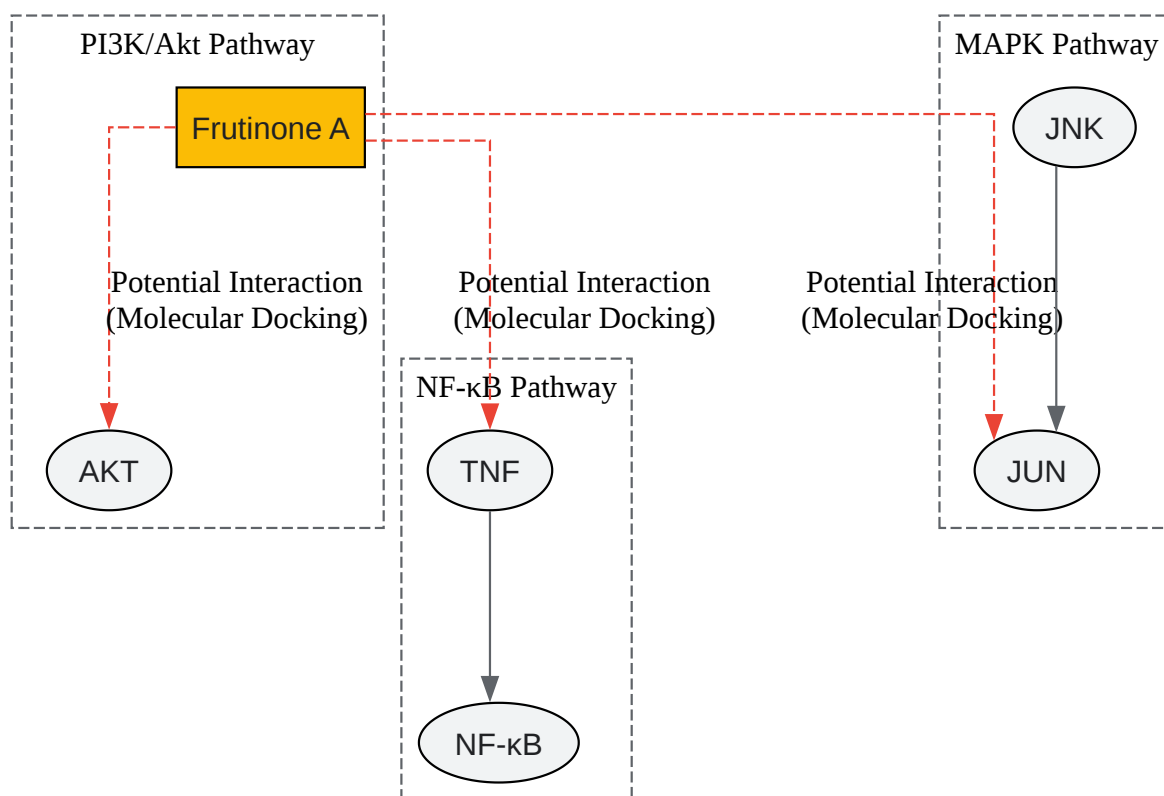 PI3K/Akt Pathway
MAPK Pathway
Frutinone A
JNK
Potential Interaction
(Molecular Docking)
Potential Interaction
(Molecular Docking)
Potential Interaction
(Molecular Docking)
NF-κB Pathway
AKT
TNF
JUN
NF-κB